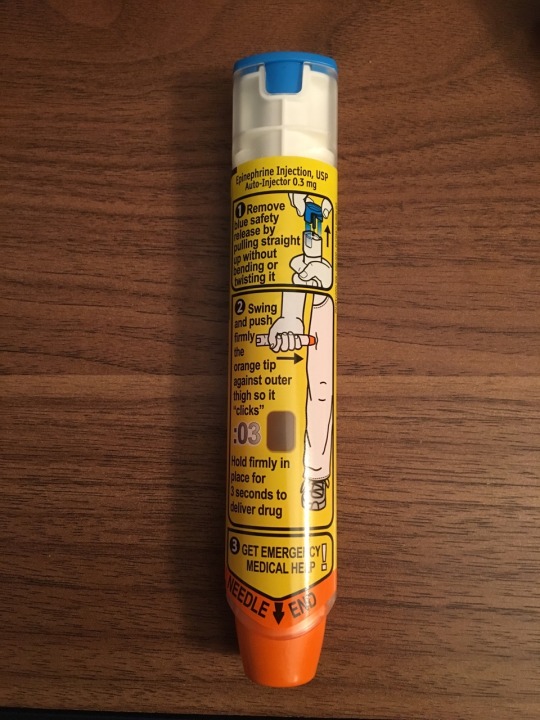 Epinephrine Injection, USP
Auto-Injector 0.3 mg
1 Remove
blue safety
release by
pulling straight
up without
bending or
twisting it
2 Swing
and push
firmly
the
orange tip
against outer
thigh so it
“clicks”
:03
Hold firmly in
place for
3 seconds to
deliver drug
3 GET EMERGENCY
MEDICAL HELP!
NEEDLE END